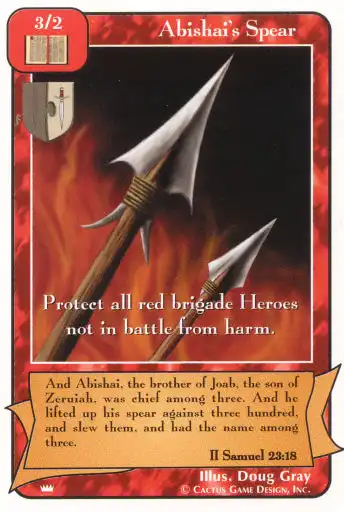 3/2
Abishai's Spear
Protect all red brigade Heroes
not in battle from harm.
And Abishai, the brother of Joab, the son of
Zeruiah, was chief among three. And he
lifted up his spear against three hundred,
and slew them, and had the name among
three.
II Samuel 23:18
Illus. Doug Gray
© Cactus Game Design, Inc.